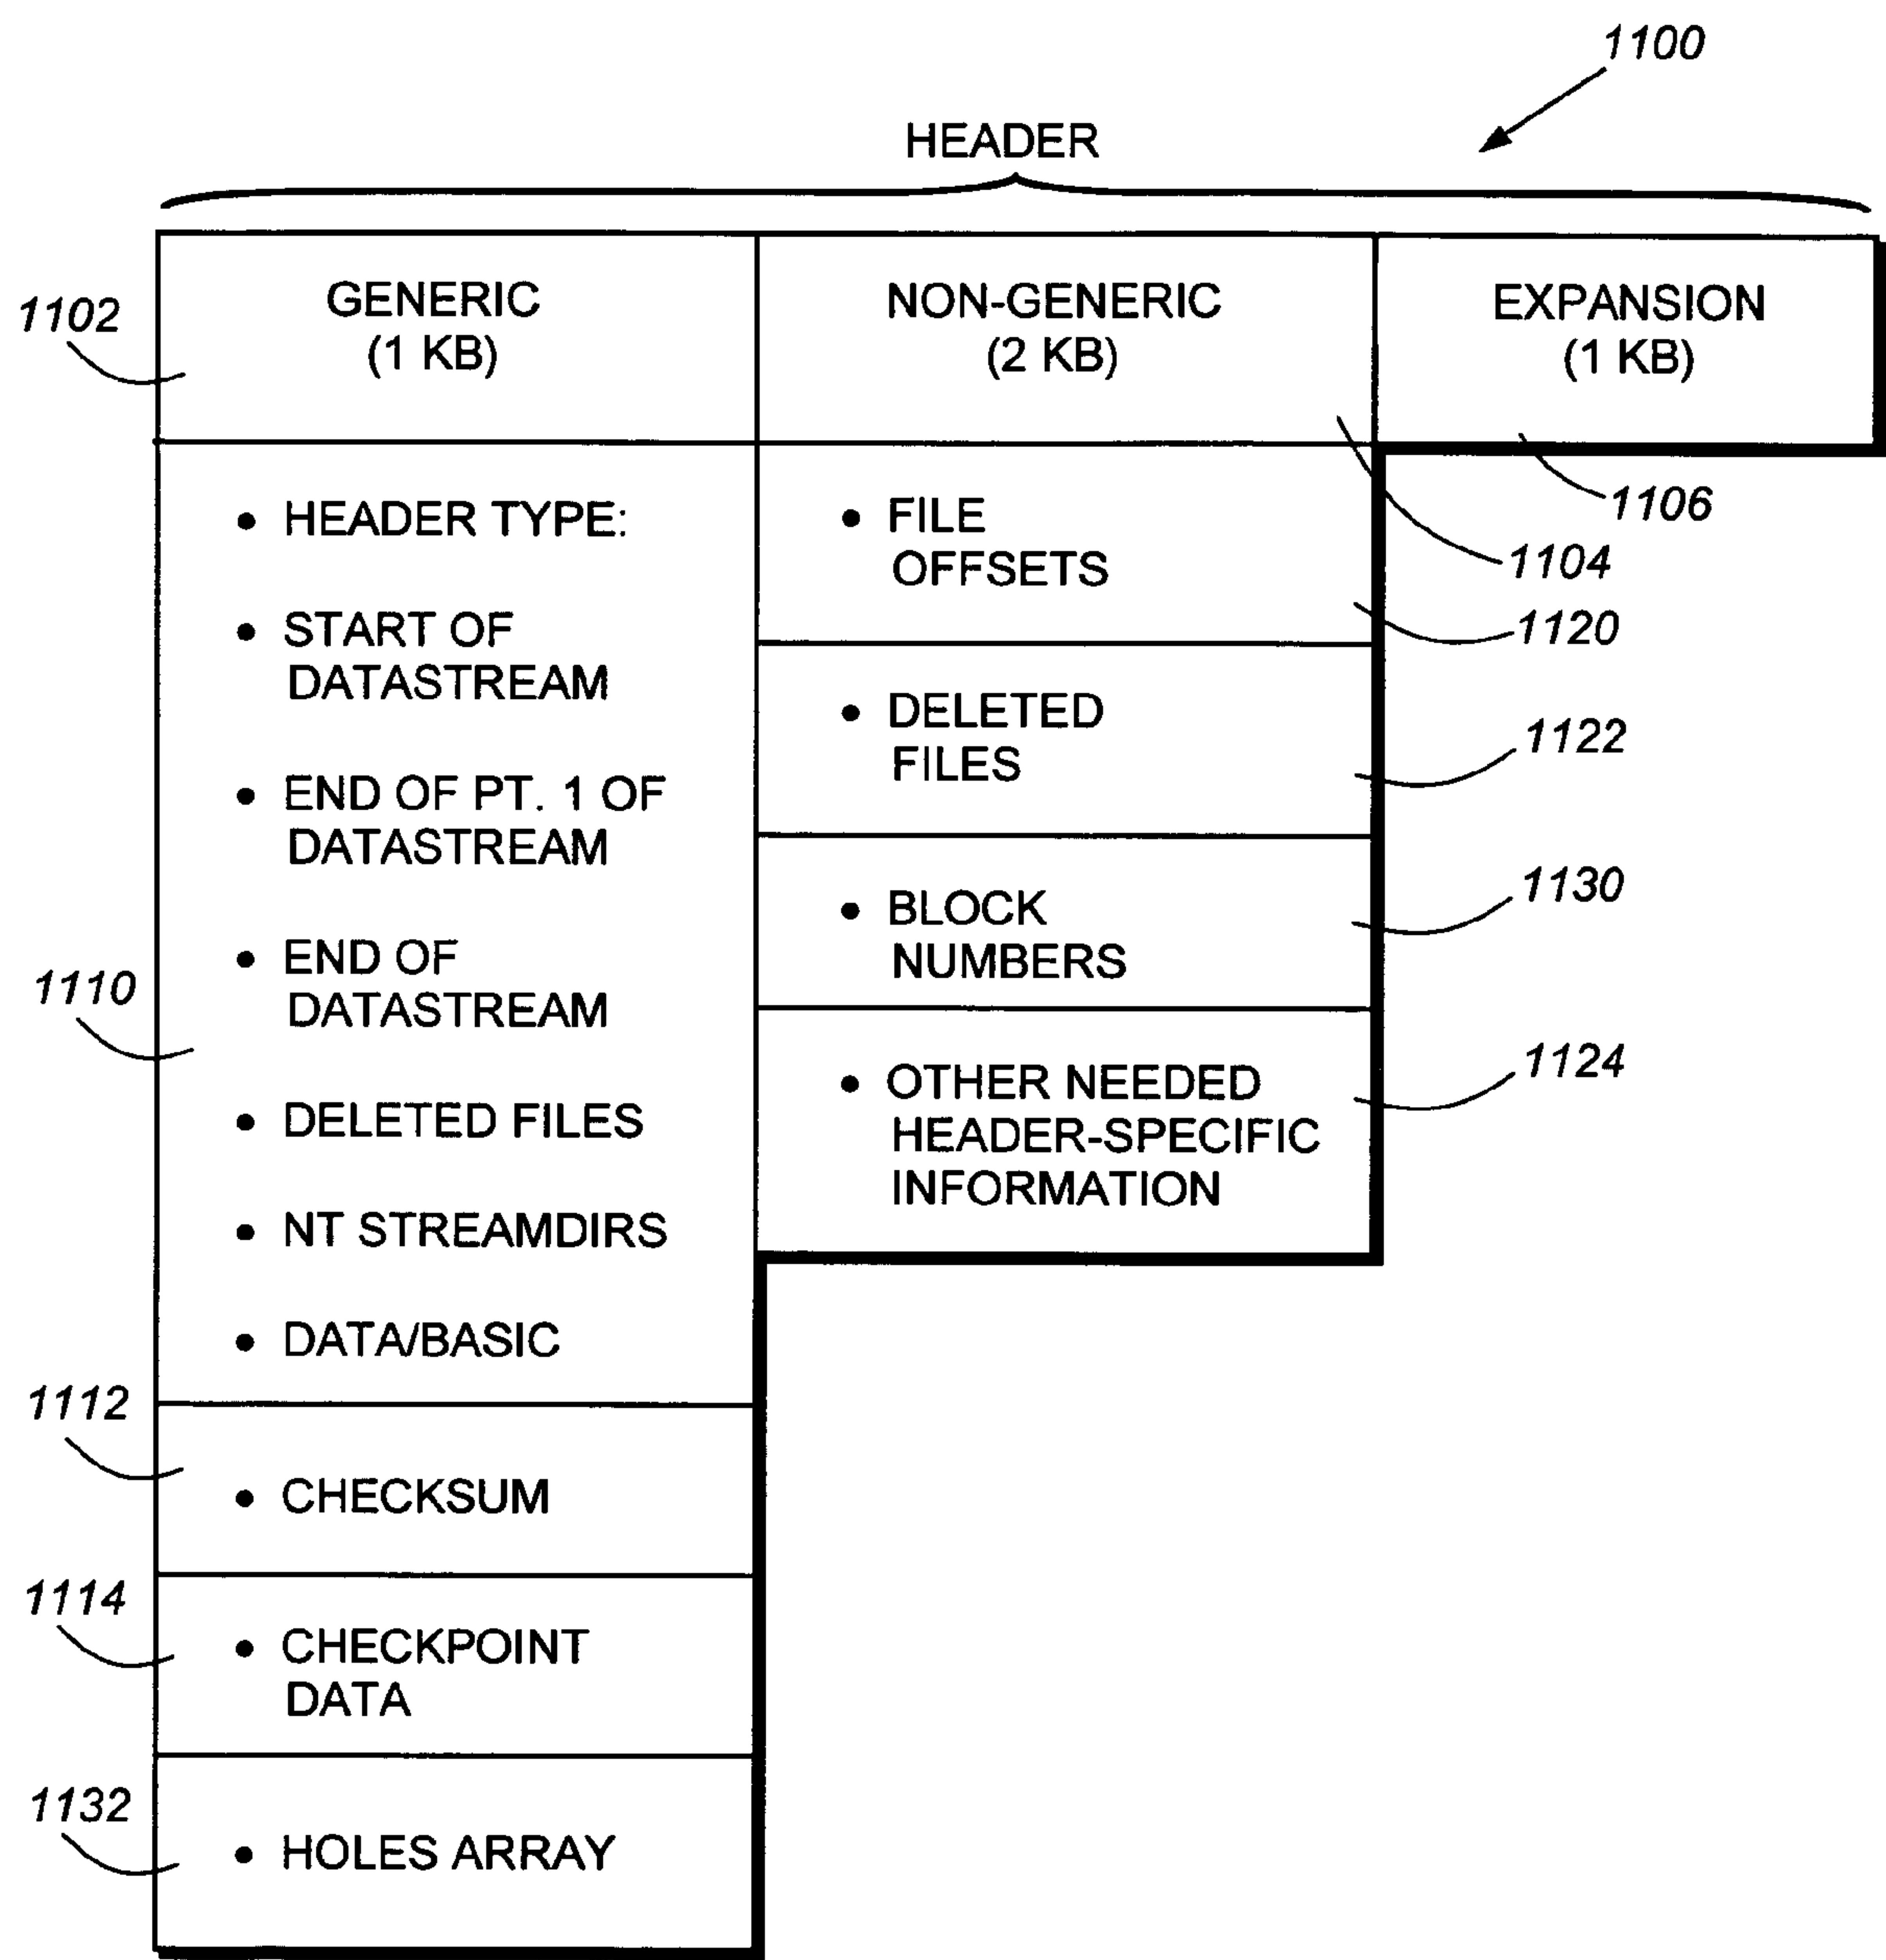 1100
HEADER
1102
GENERIC
(1 KB)
NON-GENERIC
(2 KB)
EXPANSION
(1 KB)
1106
1104
1110
• HEADER TYPE:
• START OF
DATASTREAM
• END OF PT. 1 OF
DATASTREAM
• END OF
DATASTREAM
• DELETED FILES
• NT STREAMDIRS
• DATA/BASIC
• FILE
OFFSETS
1120
• DELETED
FILES
1122
• BLOCK
NUMBERS
1130
• OTHER NEEDED
HEADER-SPECIFIC
INFORMATION
1124
1112
• CHECKSUM
1114
• CHECKPOINT
DATA
1132
• HOLES ARRAY